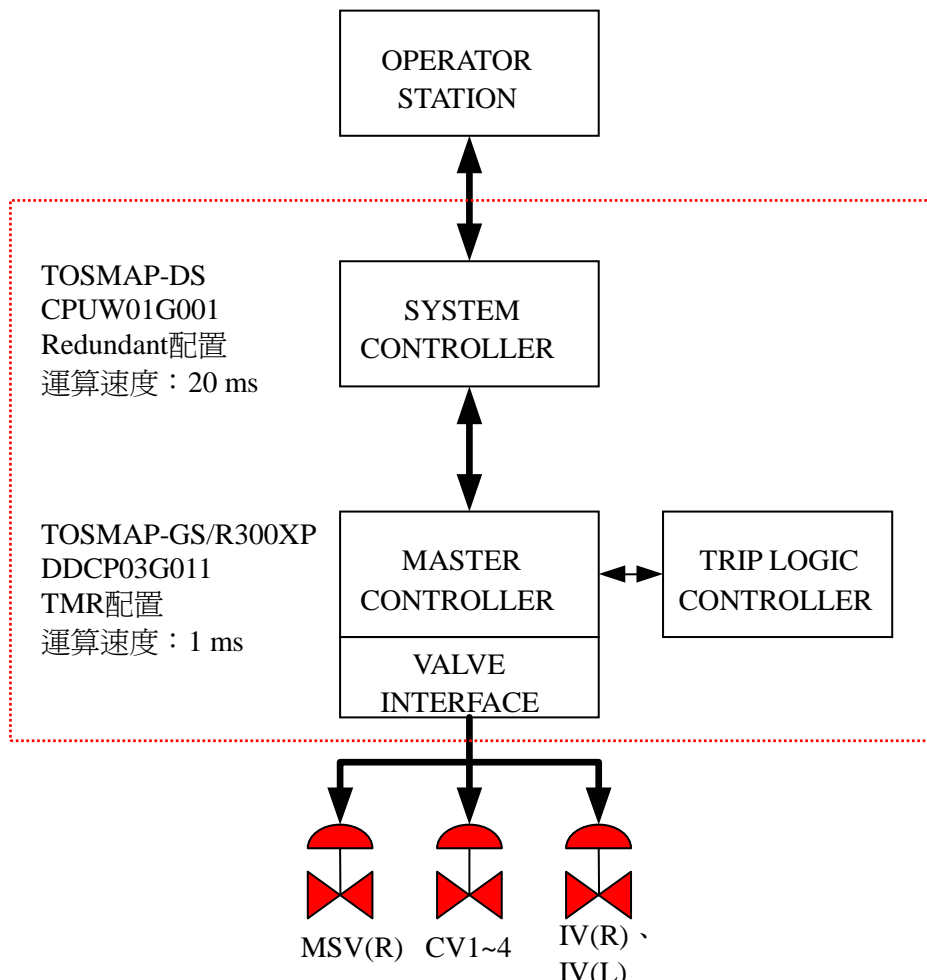 OPERATOR
STATION
TOSMAP-DS
CPUW01G001
Redundant配置
運算速度：20 ms
SYSTEM
CONTROLLER
TOSMAP-GS/R300XP
DDCP03G011
TMR配置
運算速度：1 ms
MASTER
CONTROLLER
TRIP LOGIC
CONTROLLER
VALVE
INTERFACE
MSV(R)
CV1~4
IV(R)、
IV(L)